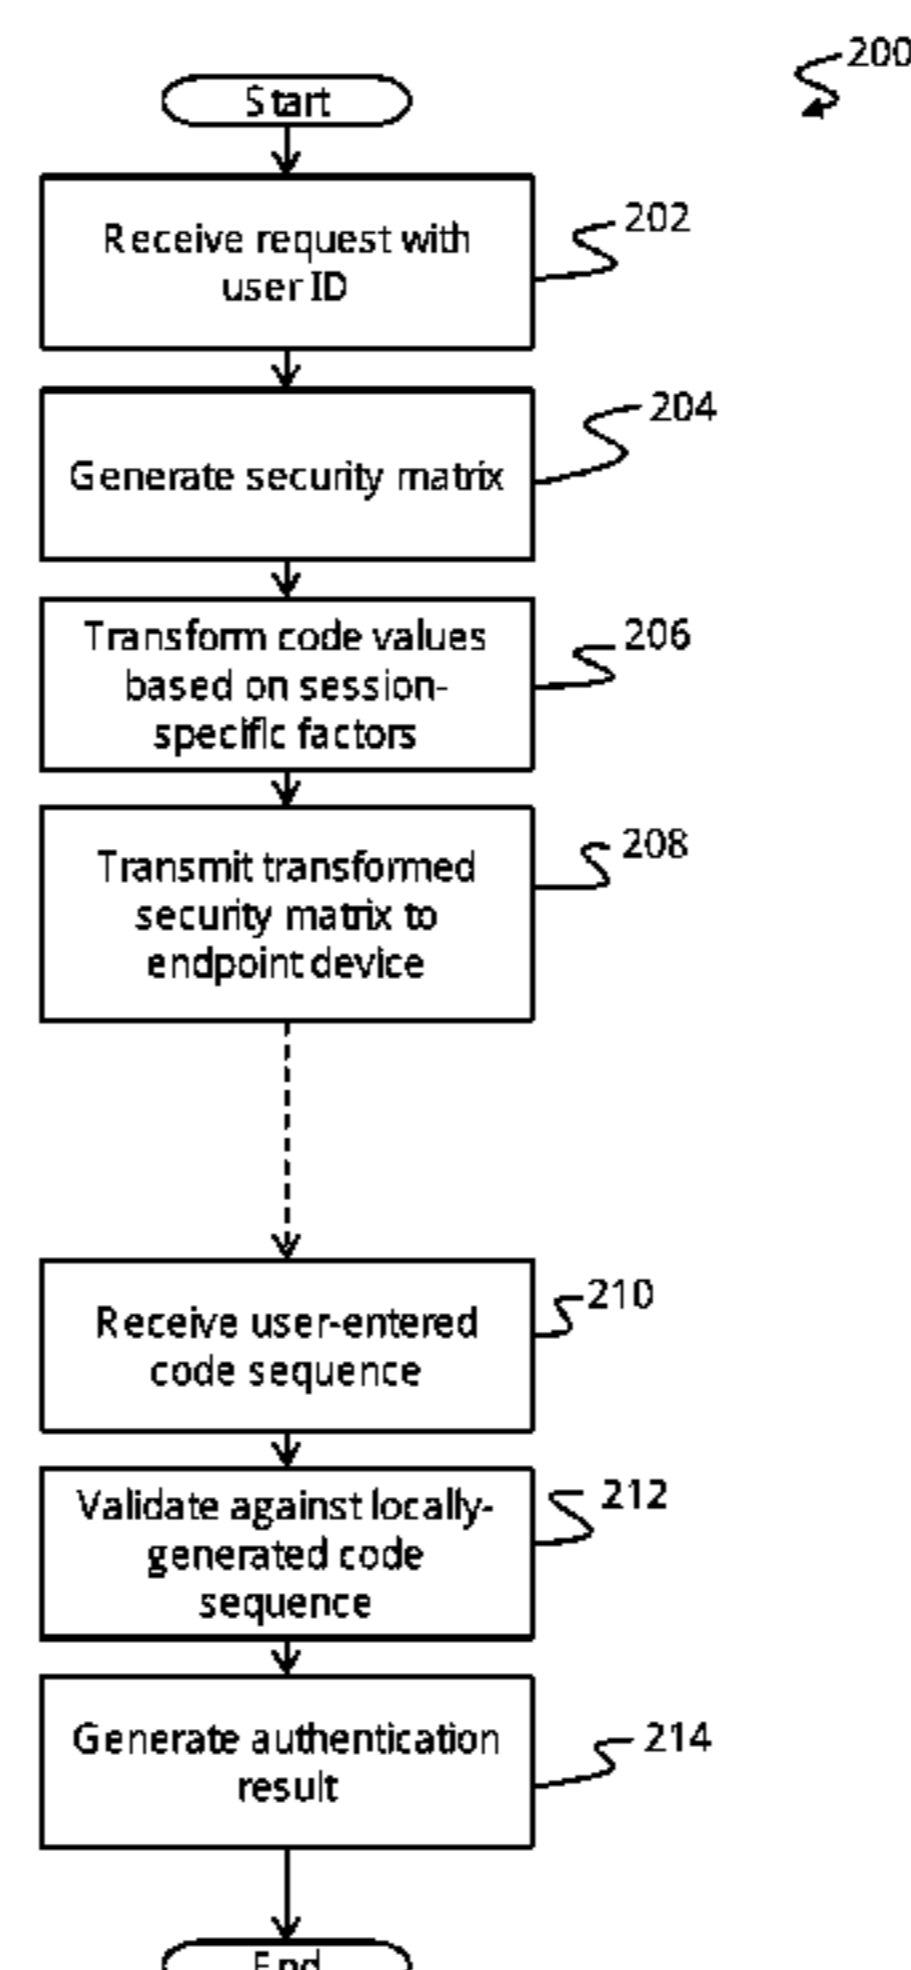 200
Start
Receive request with
user ID
202
Generate security matrix
204
Transform code values
based on session-
specific factors
206
Transmit transformed
security matrix to
endpoint device
208
Receive user-entered
code sequence
210
Validate against locally-
generated code
sequence
212
Generate authentication
result
214
End